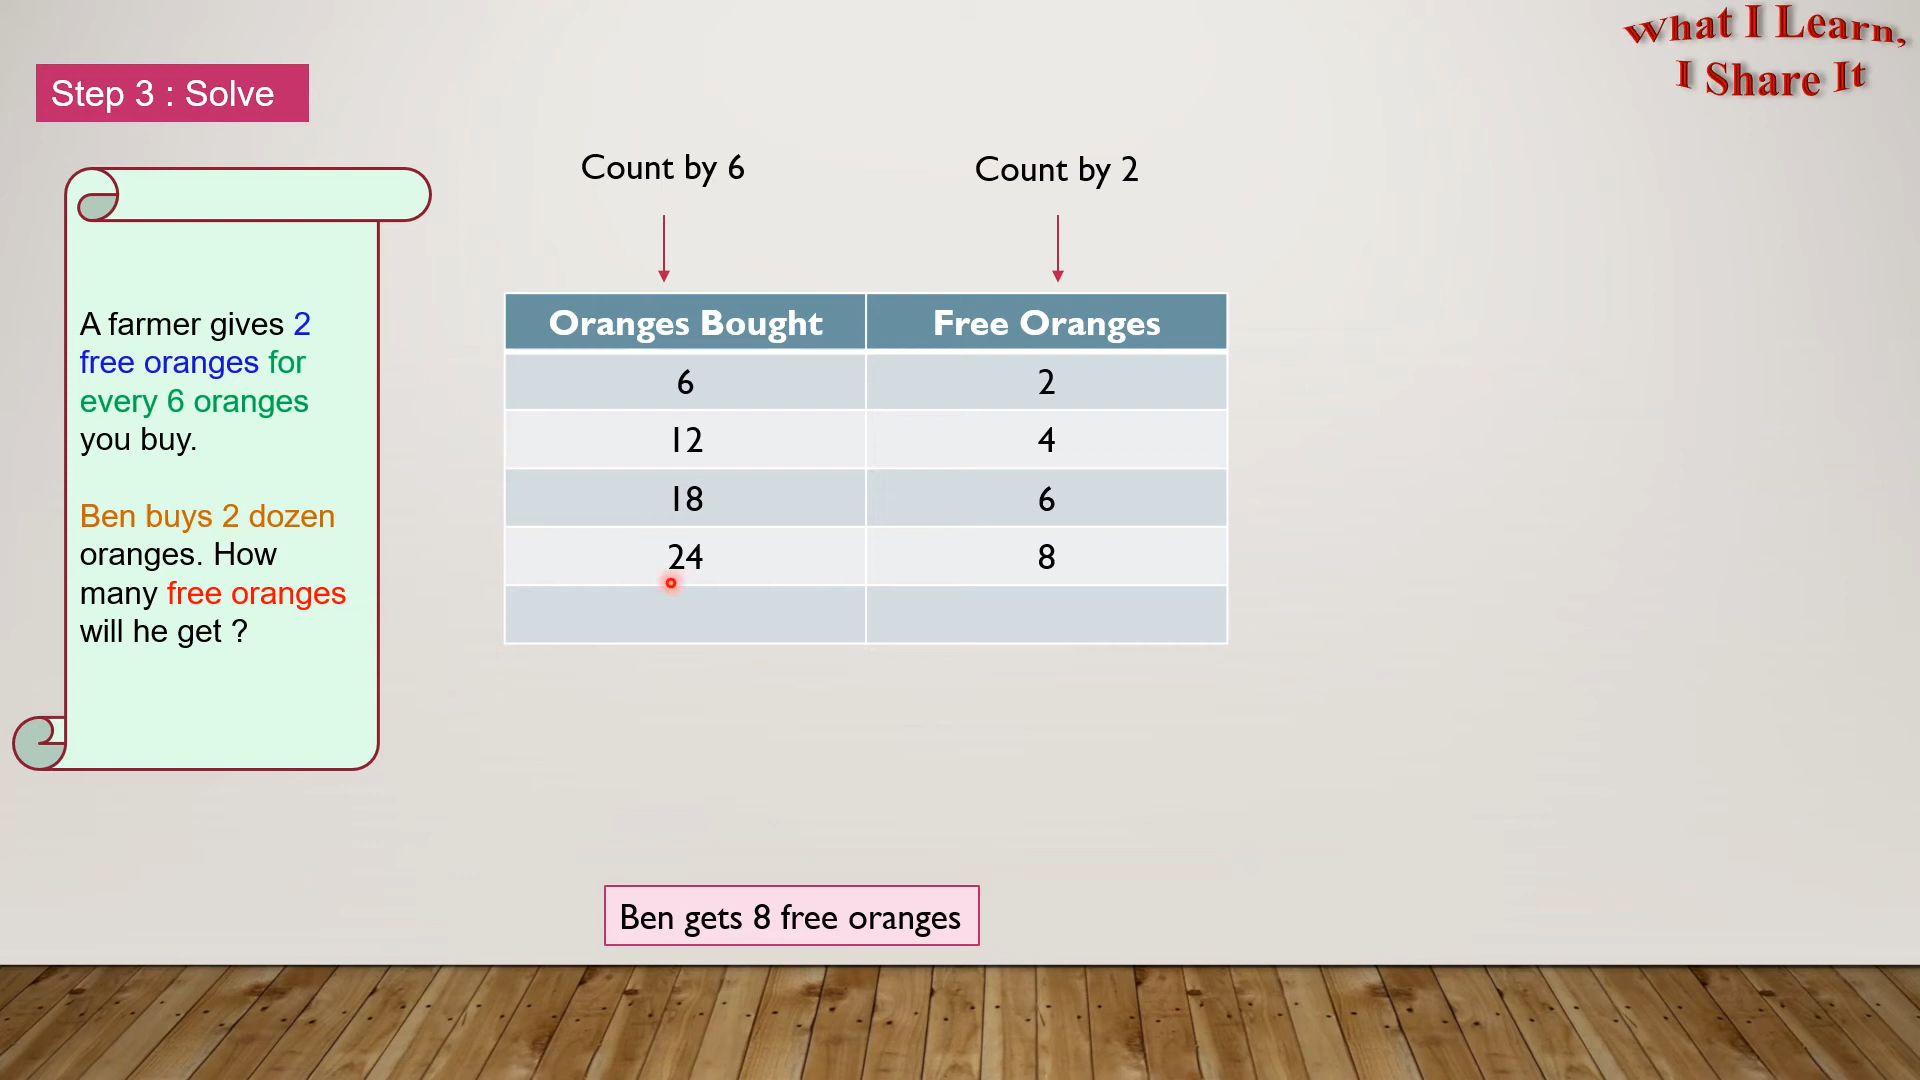 What I Learn,
I Share It
Step 3 : Solve
Count by 6
Count by 2
A farmer gives 2
free oranges for
every 6 oranges
you buy.
Ben buys 2 dozen
oranges. How
many free oranges
will he get ?
Oranges Bought Free Oranges
6 2
12 4
18 6
24 8
Ben gets 8 free oranges